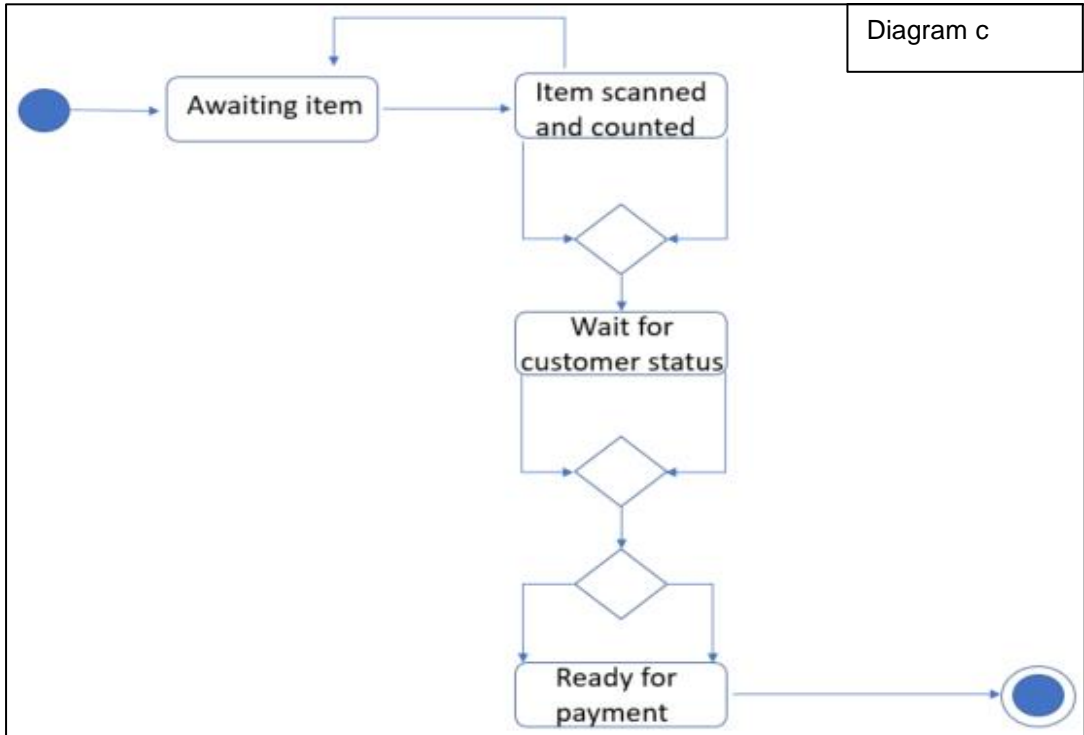 Diagram c
Awaiting item
Item scanned
and counted
Wait for
customer status
Ready for
payment